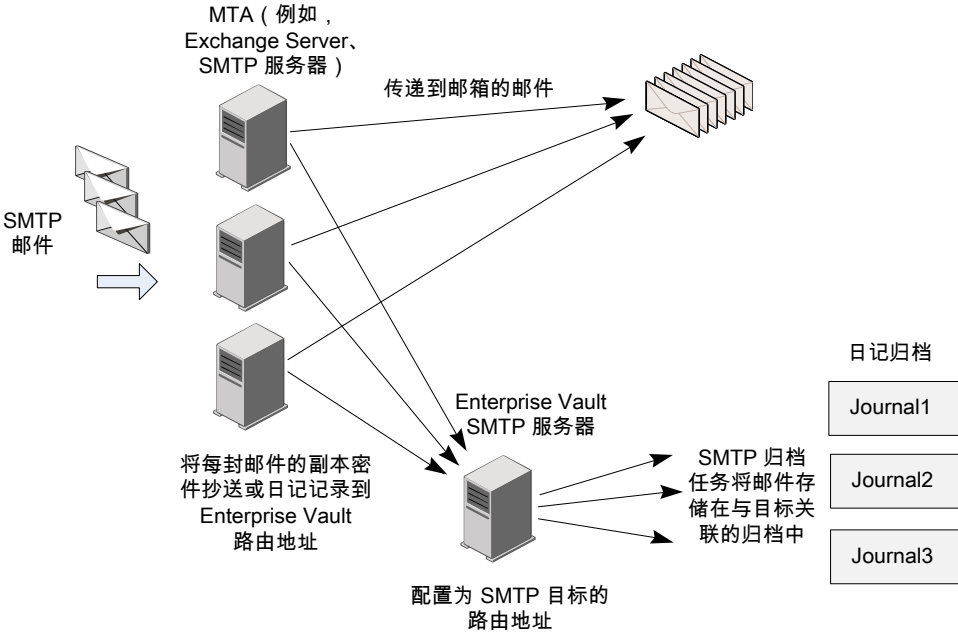 MTA（例如，
Exchange Server、
SMTP 服务器）
传递到邮箱的邮件
SMTP
邮件
日记归档
Journal1
Enterprise Vault
SMTP 服务器
将每封邮件的副本密
件抄送或日记记录到
Enterprise Vault
路由地址
SMTP 归档
任务将邮件存
储在与目标关
联的归档中
Journal2
Journal3
配置为 SMTP 目标的
路由地址